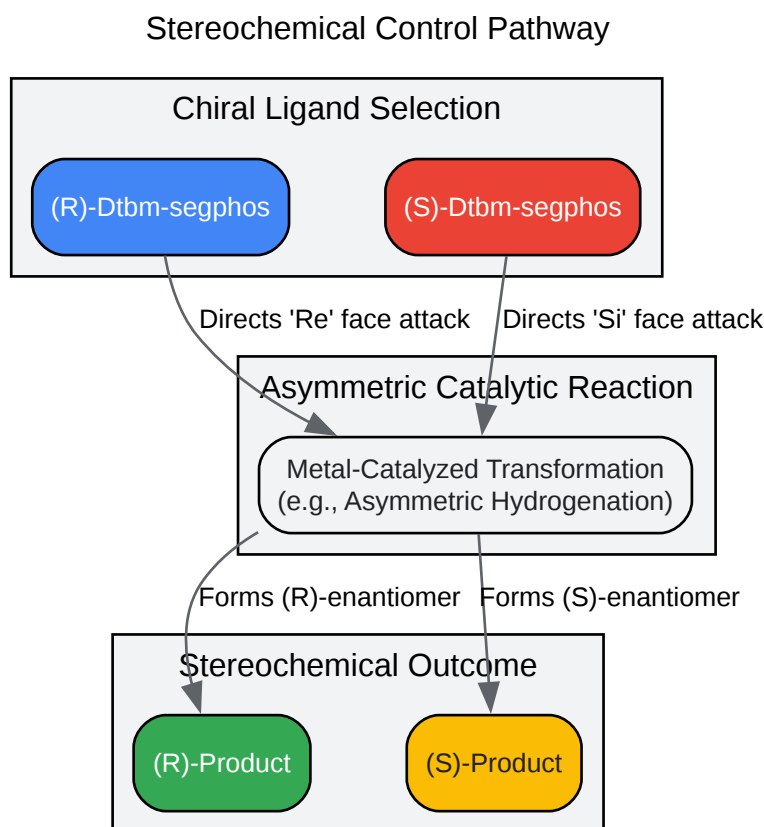 Stereochemical Control Pathway
Chiral Ligand Selection
(R)-Dtbm-segphos
(S)-Dtbm-segphos
Directs 'Re' face attack
Directs 'Si' face attack
Asymmetric Catalytic Reaction
Metal-Catalyzed Transformation
(e.g., Asymmetric Hydrogenation)
Forms (R)-enantiomer
Forms (S)-enantiomer
Stereochemical Outcome
(R)-Product
(S)-Product